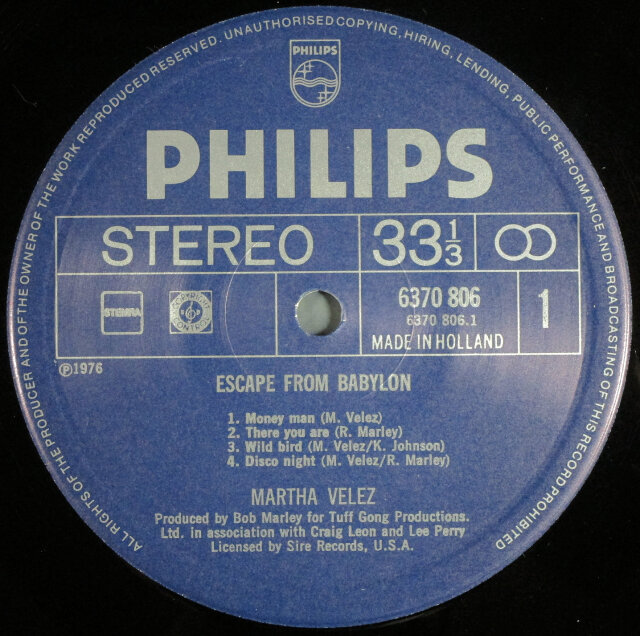 ALL RIGHTS OF THE PRODUCER AND OF THE OWNER OF THE WORK REPRODUCED RESERVED. UNAUTHORISED COPYING, HIRING, LENDING, PUBLIC PERFORMANCE AND BROADCASTING OF THIS RECORD PROHIBITED
PHILIPS
PHILIPS
STEREO 33 1/3
STEMRA
6370 806 1
6370 806.1
MADE IN HOLLAND
Ⓟ1976
ESCAPE FROM BABYLON
1. Money man (M. Velez)
2. There you are (R. Marley)
3. Wild bird (M. Velez/K. Johnson)
4. Disco night (M. Velez/R. Marley)
MARTHA VELEZ
Produced by Bob Marley for Tuff Gong Productions.
Ltd. in association with Craig Leon and Lee Perry
Licensed by Sire Records, U.S.A.